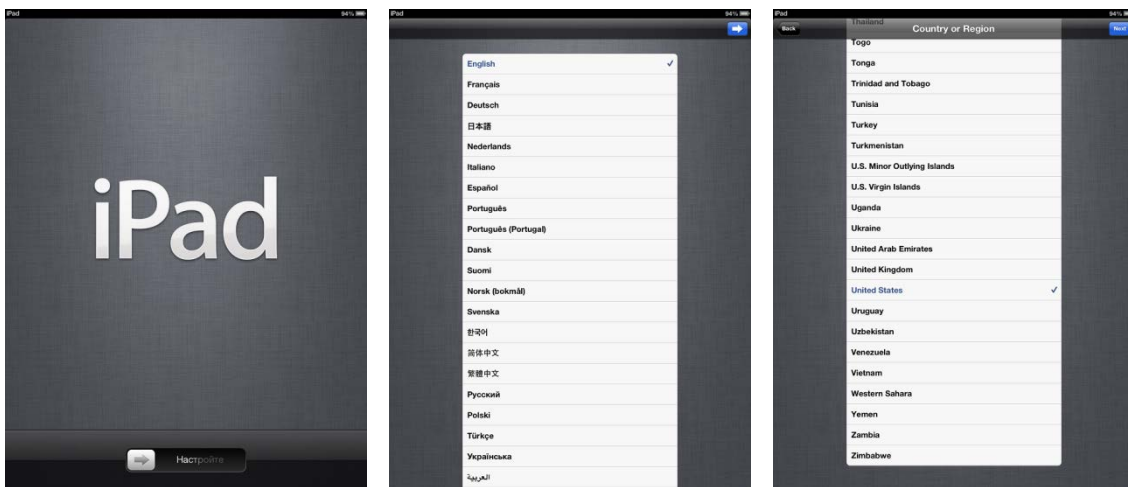 iPad
94%
iPad
Настройте
iPad
94%
English
Français
Deutsch
日本語
Nederlands
Italiano
Español
Português
Português (Portugal)
Dansk
Suomi
Norsk (bokmål)
Svenska
한국어
简体中文
繁體中文
Русский
Polski
Türkçe
Українська
العربية
iPad
94%
Back
Country or Region
Next
Thailand
Togo
Tonga
Trinidad and Tobago
Tunisia
Turkey
Turkmenistan
U.S. Minor Outlying Islands
U.S. Virgin Islands
Uganda
Ukraine
United Arab Emirates
United Kingdom
United States
Uruguay
Uzbekistan
Venezuela
Vietnam
Western Sahara
Yemen
Zambia
Zimbabwe